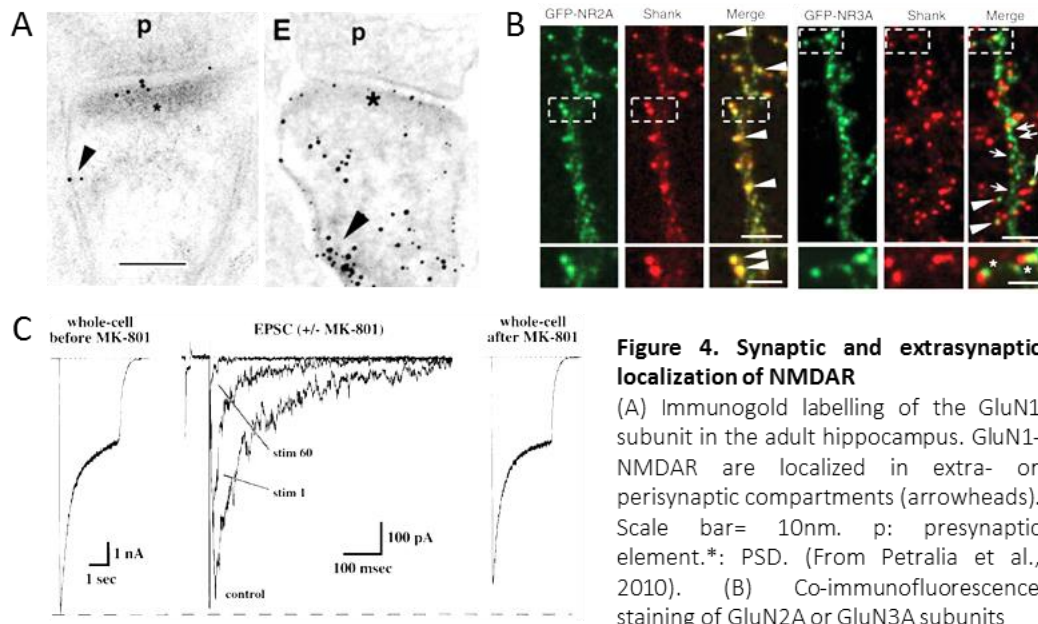 A
p
*
E
p
*
B
GFP-NR2A Shank Merge GFP-NR3A Shank Merge
* *
C
whole-cell
before MK-801
EPSC (+/- MK-801)
whole-cell
after MK-801
stim 60
stim 1
1 nA
1 sec
100 pA
100 msec
control
Figure 4. Synaptic and extrasynaptic
localization of NMDAR
(A) Immunogold labelling of the GluN1
subunit in the adult hippocampus. GluN1-
NMDAR are localized in extra- or
perisynaptic compartments (arrowheads).
Scale bar= 10nm. p: presynaptic
element.*: PSD. (From Petralia et al.,
2010). (B) Co-immunofluorescence
staining of GluN2A or GluN3A subunits